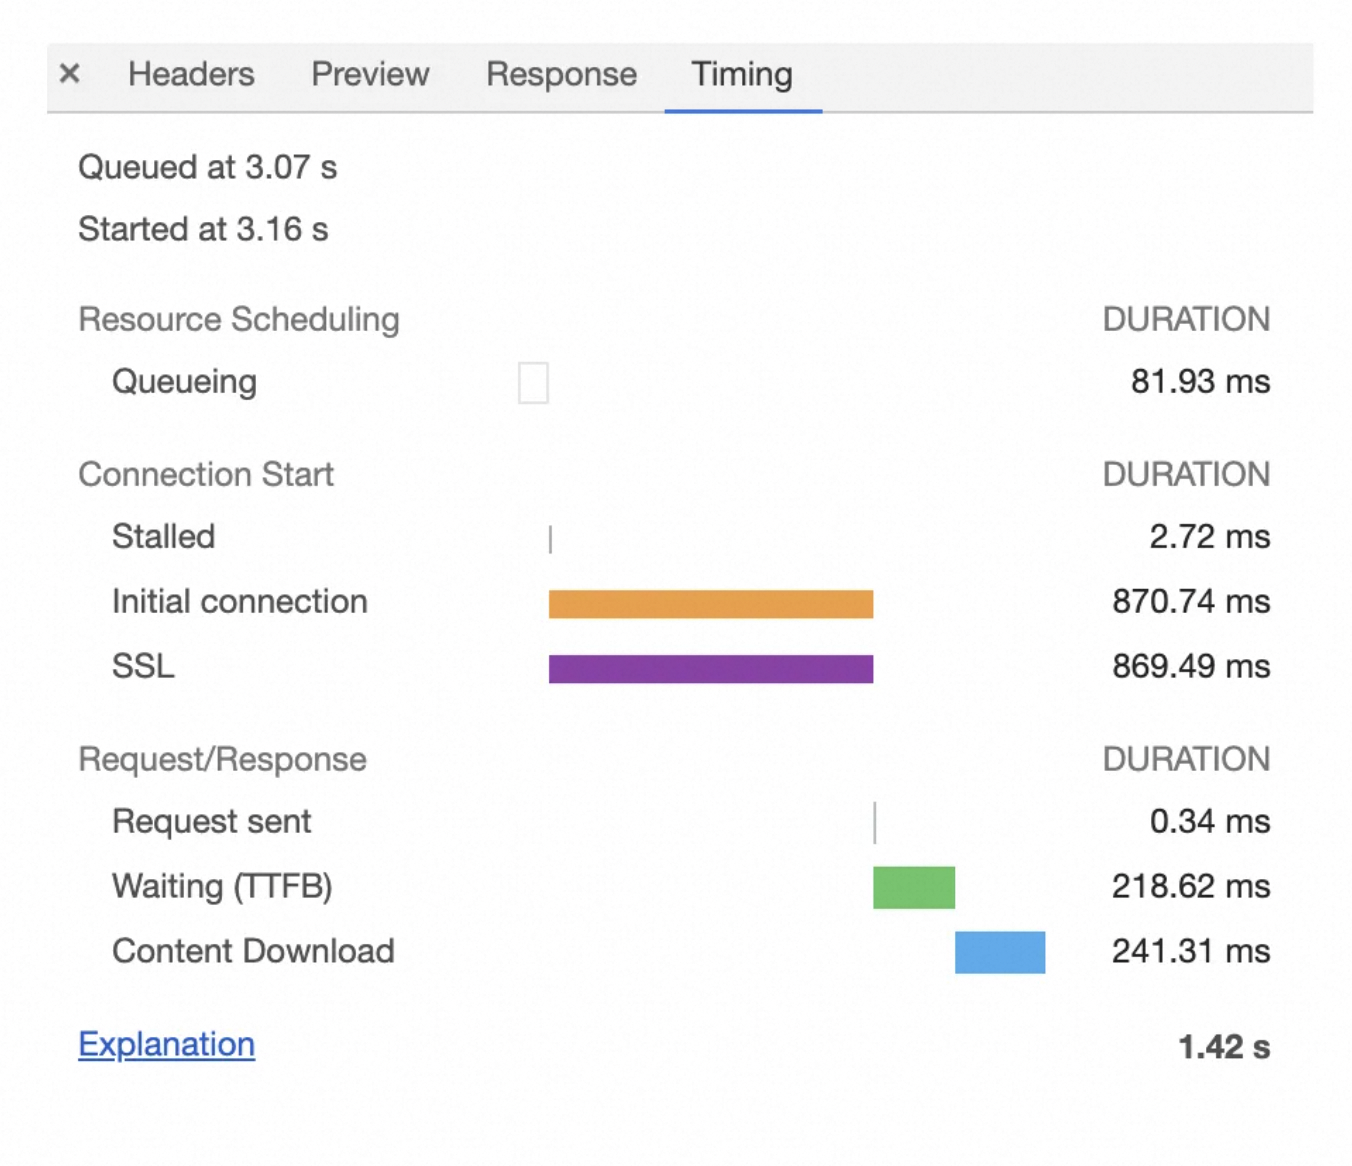 × Headers Preview Response Timing
Queued at 3.07 s
Started at 3.16 s
Resource Scheduling DURATION
Queueing 81.93 ms
Connection Start DURATION
Stalled 2.72 ms
Initial connection 870.74 ms
SSL 869.49 ms
Request/Response DURATION
Request sent 0.34 ms
Waiting (TTFB) 218.62 ms
Content Download 241.31 ms
Explanation 1.42 s